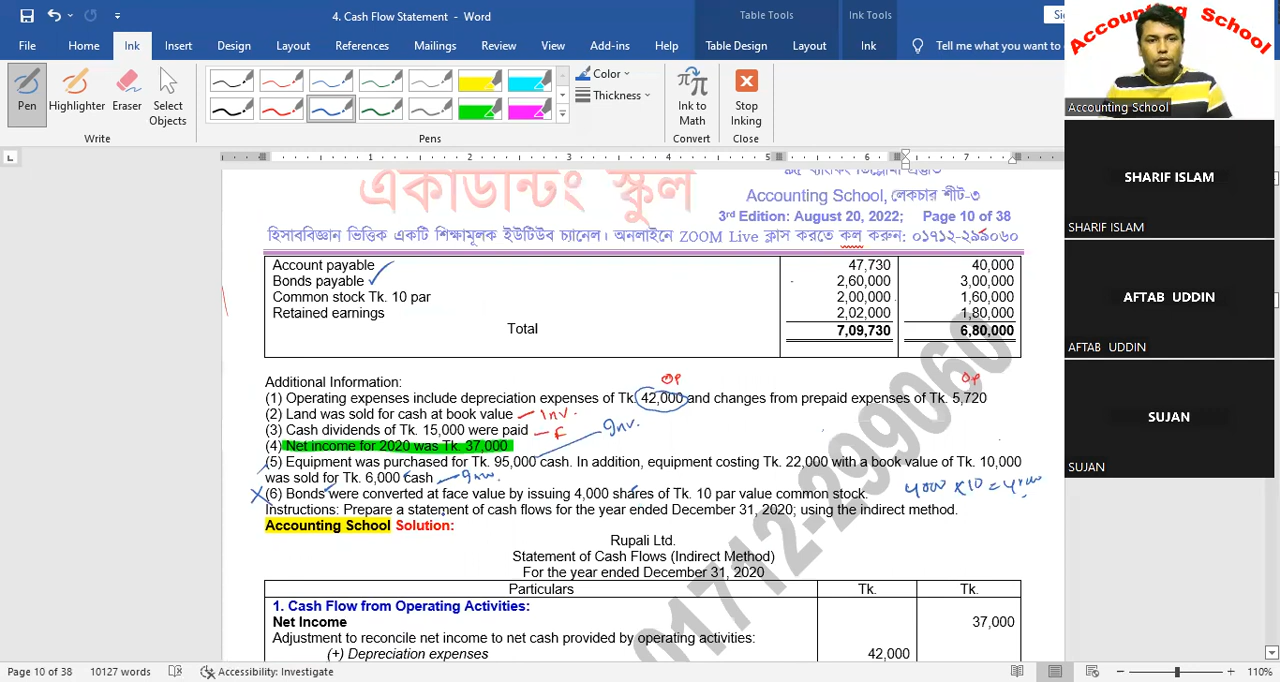 4. Cash Flow Statement - Word
Table Tools
Ink Tools
File Home Ink Insert Design Layout References Mailings Review View Add-ins Help Table Design Layout Ink Tell me what you want to
Pen Highlighter Eraser Select Objects
Color
Thickness
Ink to Math
Stop Inking
Write Pens Convert Close
Accounting School
Accounting School
SHARIF ISLAM
SHARIF ISLAM
AFTAB UDDIN
AFTAB UDDIN
SUJAN
SUJAN
একাডান্টিং স্কুল
Accounting School, লেকচার শীট-৩
3rd Edition: August 20, 2022; Page 10 of 38
হিসাববিজ্ঞান ভিত্তিক একটি শিক্ষামূলক ইউটিউব চ্যানেল। অনলাইনে ZOOM Live ক্লাস করতে কল করুন: ০১৭১২-২৯৯০৬০
Account payable 47,730 40,000
Bonds payable 2,60,000 3,00,000
Common stock Tk. 10 par 2,00,000 1,60,000
Retained earnings 2,02,000 1,80,000
Total 7,09,730 6,80,000
Additional Information:
OP OP
(1) Operating expenses include depreciation expenses of Tk. 42,000 and changes from prepaid expenses of Tk. 5,720
(2) Land was sold for cash at book value Inv.
(3) Cash dividends of Tk. 15,000 were paid F
Inv.
(4) Net income for 2020 was Tk. 37,000
(5) Equipment was purchased for Tk. 95,000 cash. In addition, equipment costing Tk. 22,000 with a book value of Tk. 10,000
was sold for Tk. 6,000 cash Inv.
(6) Bonds were converted at face value by issuing 4,000 shares of Tk. 10 par value common stock. 4000 × 10 =
Instructions: Prepare a statement of cash flows for the year ended December 31, 2020; using the indirect method.
Accounting School Solution:
Rupali Ltd.
Statement of Cash Flows (Indirect Method)
For the year ended December 31, 2020
Particulars Tk. Tk.
1. Cash Flow from Operating Activities:
Net Income 37,000
Adjustment to reconcile net income to net cash provided by operating activities:
(+) Depreciation expenses 42,000
01712-299060
Page 10 of 38 10127 words Accessibility: Investigate 110%